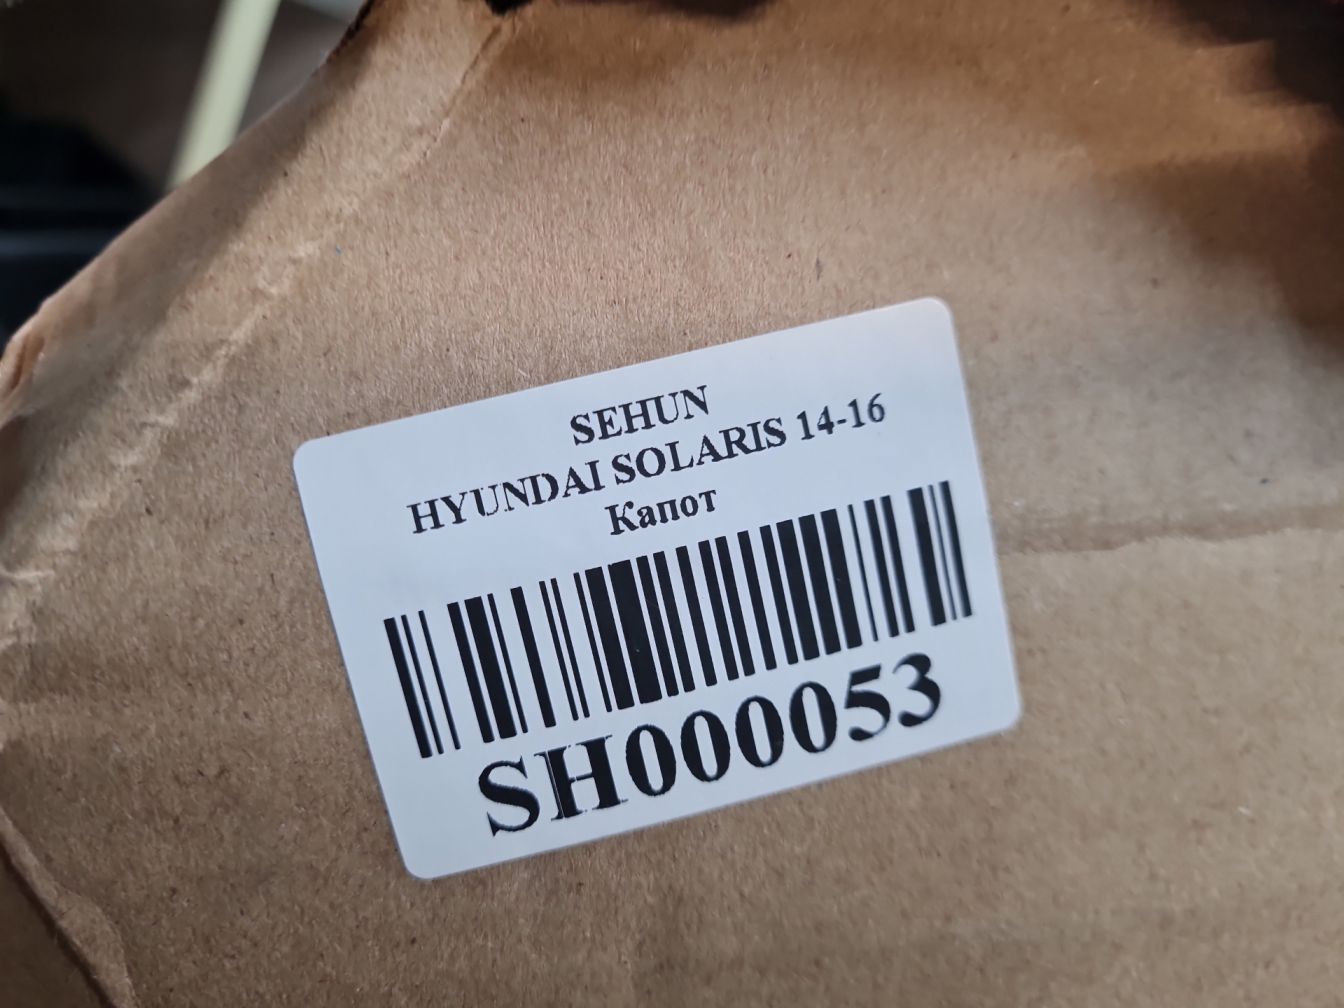 SEHUN
HYUNDAI SOLARIS 14-16
Капот
SH000053